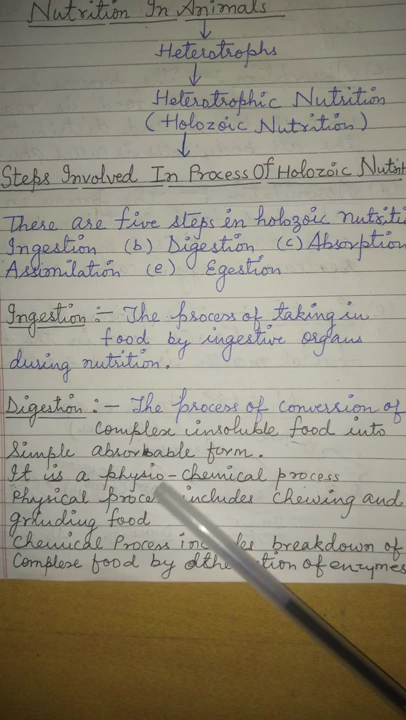 Nutrition In Animals
Heterotrophs
Heterotrophic Nutrition
(Holozoic Nutrition)
Steps Involved In Process Of Holozoic Nutrit
There are five steps in holozoic nutriti
Ingestion (b) Digestion (c) Absorption
Assimilation (e) Egestion
Ingestion :- The process of taking in
food by ingestive organs
during nutrition.
Digestion :- The process of conversion of
complex insoluble food into
Simple absorbable form.
It is a physio-chemical process
Physical includes chewing and
grinding food
Chemical Process breakdown of
Complex food by of enzymes